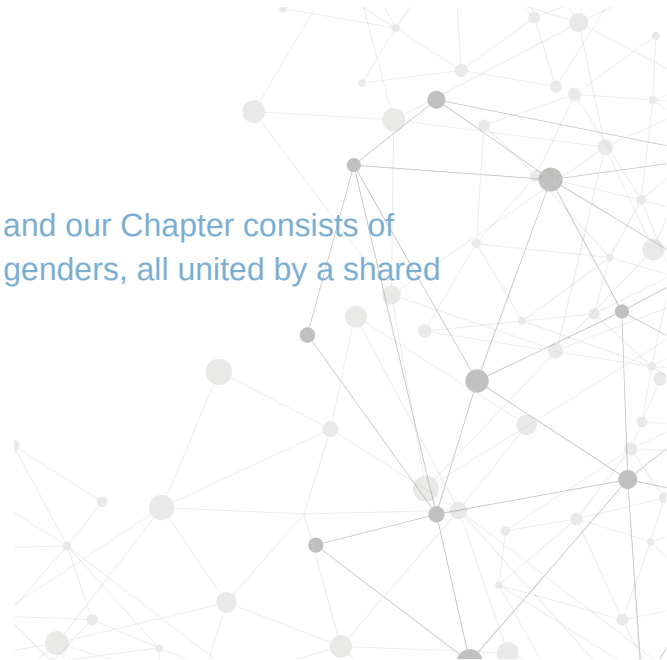 and our Chapter consists of
genders, all united by a shared